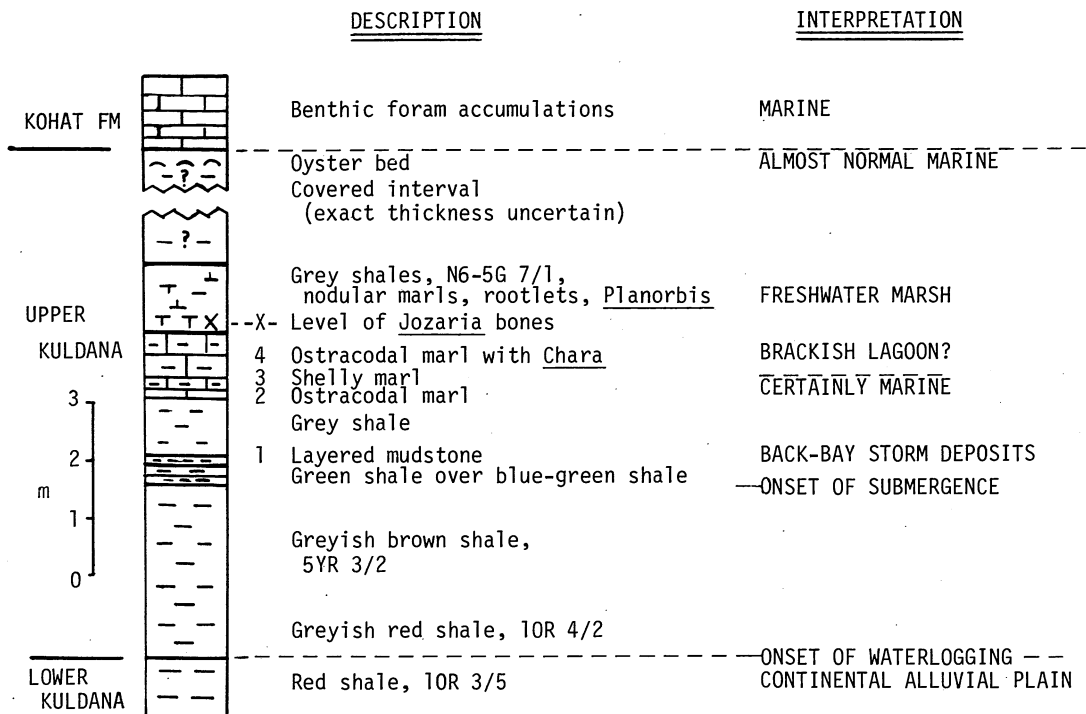 DESCRIPTION
INTERPRETATION
KOHAT FM
Benthic foram accumulations
MARINE
Oyster bed
ALMOST NORMAL MARINE
Covered interval
(exact thickness uncertain)
- ? -
- ? -
Grey shales, N6-5G 7/1,
nodular marls, rootlets, Planorbis
FRESHWATER MARSH
UPPER
KULDANA
X --X- Level of Jozaria bones
4 Ostracodal marl with Chara
BRACKISH LAGOON?
3 Shelly marl
CERTAINLY MARINE
2 Ostracodal marl
3
Grey shale
2
1 Layered mudstone
BACK-BAY STORM DEPOSITS
Green shale over blue-green shale
ONSET OF SUBMERGENCE
m
1
Greyish brown shale,
5YR 3/2
0
Greyish red shale, 10R 4/2
ONSET OF WATERLOGGING
LOWER
KULDANA
Red shale, 10R 3/5
CONTINENTAL ALLUVIAL PLAIN